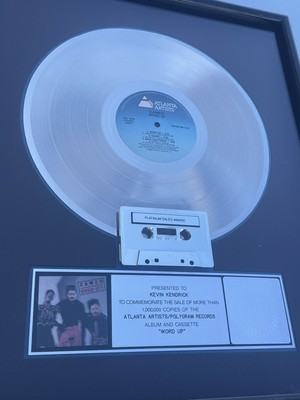 ATLANTA
ARTISTS
PLATINUM SALES AWARD
CAMEO
PRESENTED TO
KEVIN KENDRICK
TO COMMEMORATE THE SALE OF MORE THAN
1,000,000 COPIES OF THE
ATLANTA ARTISTS/POLYGRAM RECORDS
ALBUM AND CASSETTE
"WORD UP"